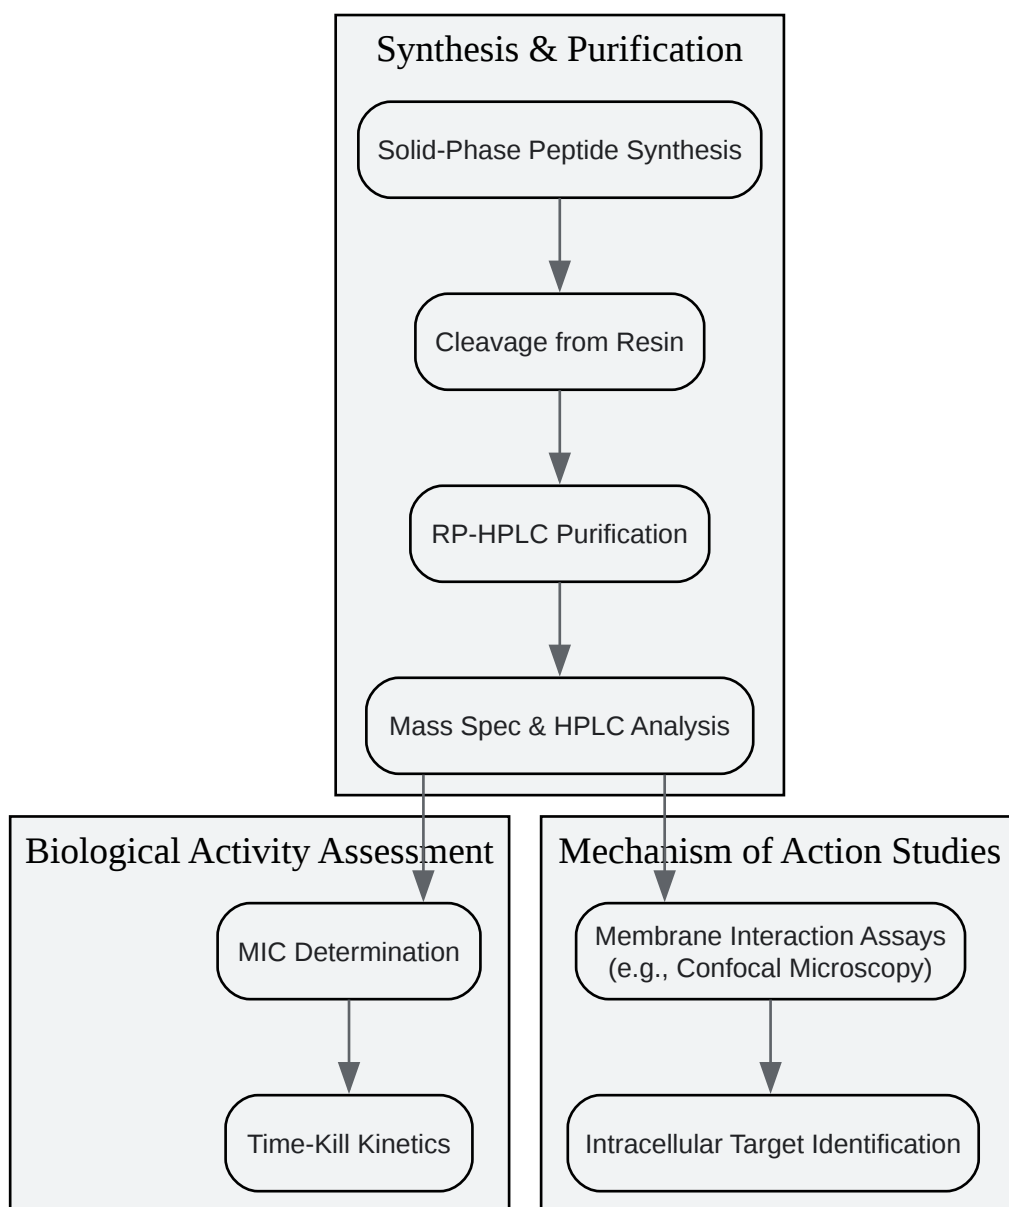 Synthesis & Purification
Solid-Phase Peptide Synthesis
Cleavage from Resin
RP-HPLC Purification
Mass Spec & HPLC Analysis
Biological Activity Assessment
MIC Determination
Time-Kill Kinetics
Mechanism of Action Studies
Membrane Interaction Assays
(e.g., Confocal Microscopy)
Intracellular Target Identification